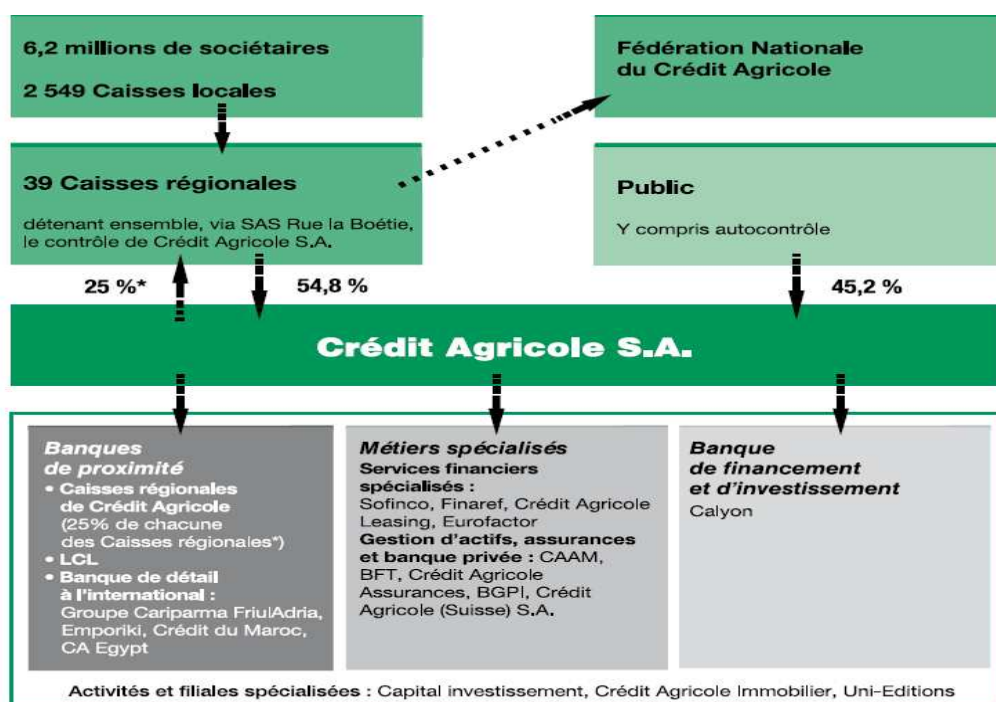 6,2 millions de sociétaires
2 549 Caisses locales
Fédération Nationale
du Crédit Agricole
39 Caisses régionales
détenant ensemble, via SAS Rue la Boétie,
le contrôle de Crédit Agricole S.A.
Public
Y compris autocontrôle
25 %*
54,8 %
45,2 %
Crédit Agricole S.A.
Banques
de proximité
• Caisses régionales
de Crédit Agricole
(25% de chacune
des Caisses régionales*)
• LCL
• Banque de détail
à l'international :
Groupe Cariparma FriulAdria,
Emporiki, Crédit du Maroc,
CA Egypt
Métiers spécialisés
Services financiers
spécialisés :
Sofinco, Finaref, Crédit Agricole
Leasing, Eurofactor
Gestion d'actifs, assurances
et banque privée : CAAM,
BFT, Crédit Agricole
Assurances, BGPI, Crédit
Agricole (Suisse) S.A.
Banque
de financement
et d'investissement
Calyon
Activités et filiales spécialisées : Capital investissement, Crédit Agricole Immobilier, Uni-Editions